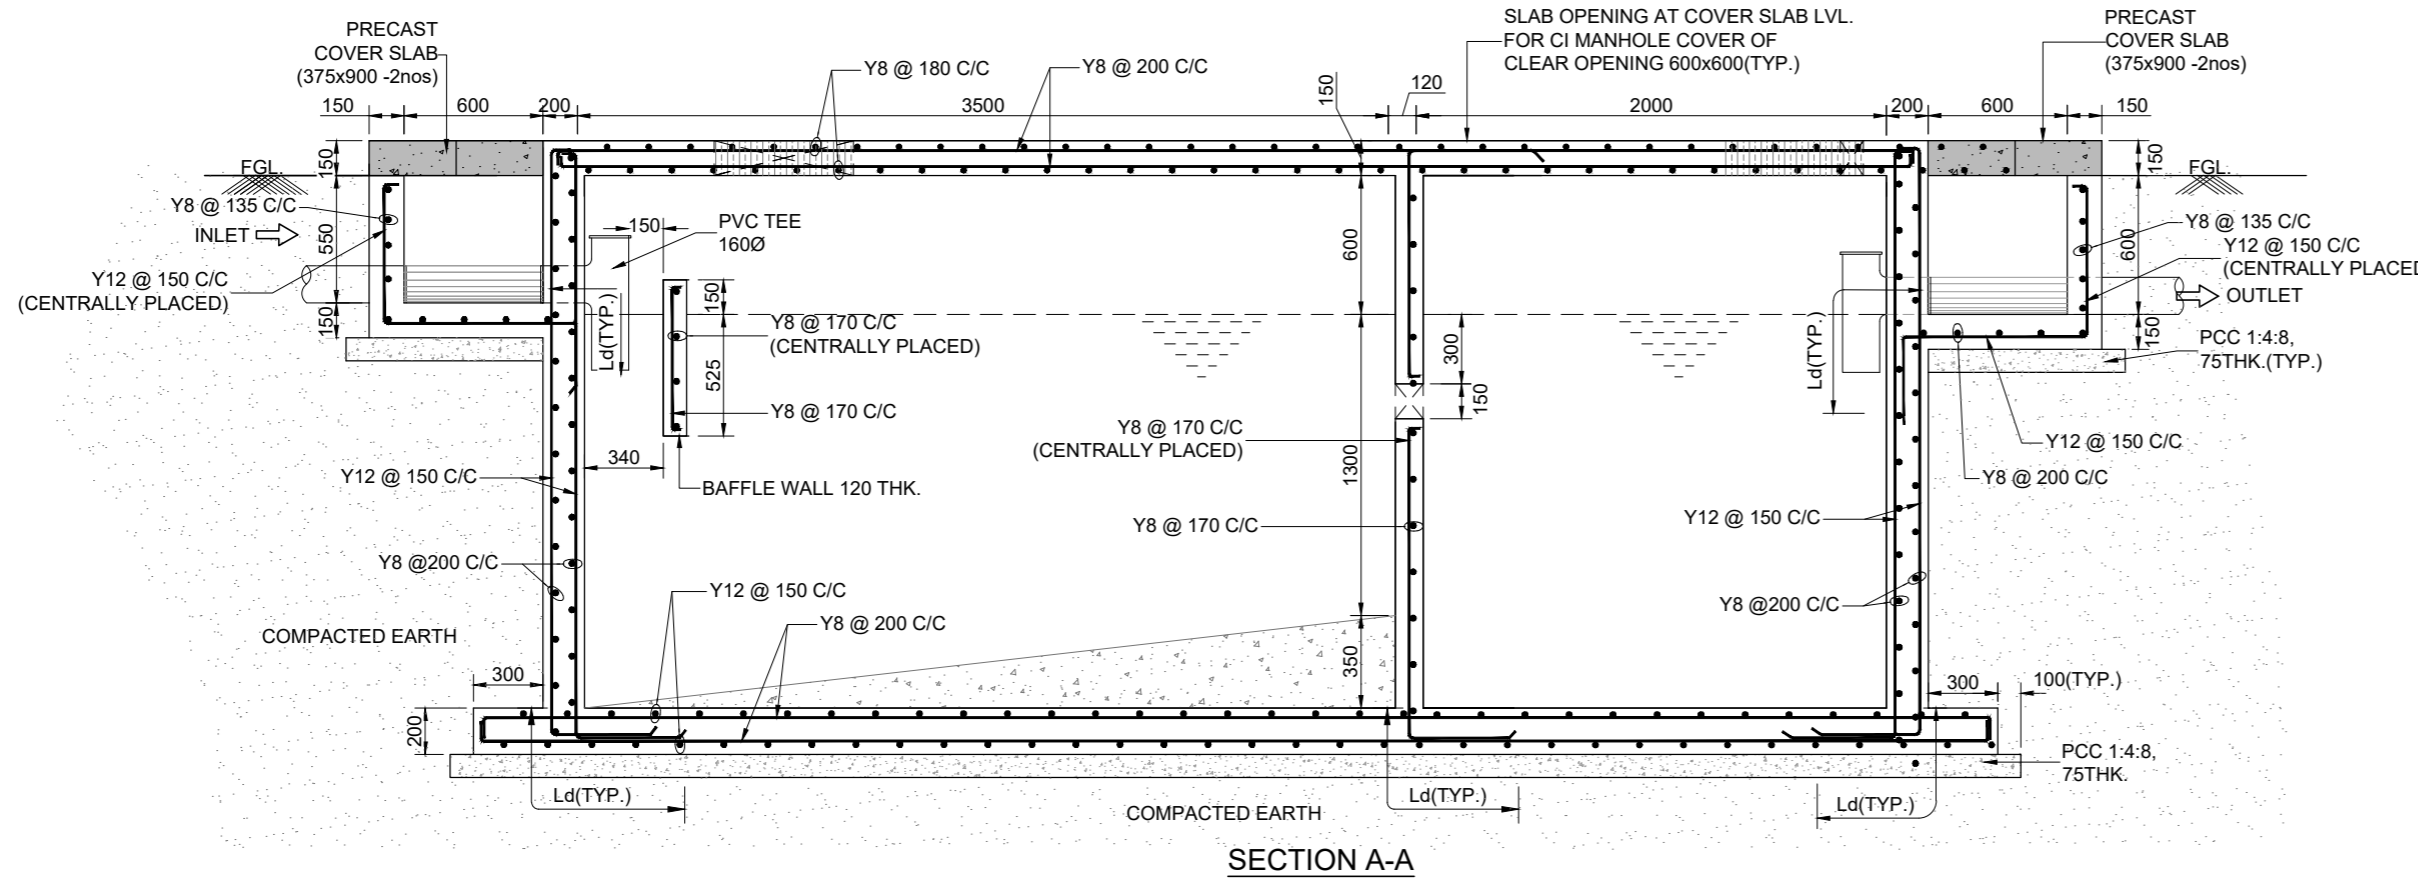 PRECAST
COVER SLAB
(375x900 -2nos)
SLAB OPENING AT COVER SLAB LVL.
FOR CI MANHOLE COVER OF
CLEAR OPENING 600x600(TYP.)
PRECAST
COVER SLAB
(375x900 -2nos)
Y8 @ 180 C/C
Y8 @ 200 C/C
150
600
200
3500
150
120
2000
200
600
150
150
FGL.
150
FGL.
Y8 @ 135 C/C
INLET
550
Y12 @ 150 C/C
(CENTRALLY PLACED)
150
150
PVC TEE
160Ø
Ld(TYP.)
150
525
Y8 @ 170 C/C
(CENTRALLY PLACED)
Y8 @ 170 C/C
340
BAFFLE WALL 120 THK.
600
300
150
1300
350
Y8 @ 170 C/C
(CENTRALLY PLACED)
Y8 @ 170 C/C
Ld(TYP.)
600
Y8 @ 135 C/C
Y12 @ 150 C/C
(CENTRALLY PLACED
OUTLET
150
PCC 1:4:8,
75THK.(TYP.)
Y12 @ 150 C/C
Y8 @ 200 C/C
Y12 @ 150 C/C
Y12 @ 150 C/C
Y8 @200 C/C
Y8 @200 C/C
Y12 @ 150 C/C
Y8 @ 200 C/C
COMPACTED EARTH
300
200
300
100(TYP.)
PCC 1:4:8,
75THK.
Ld(TYP.)
Ld(TYP.)
Ld(TYP.)
COMPACTED EARTH
SECTION A-A